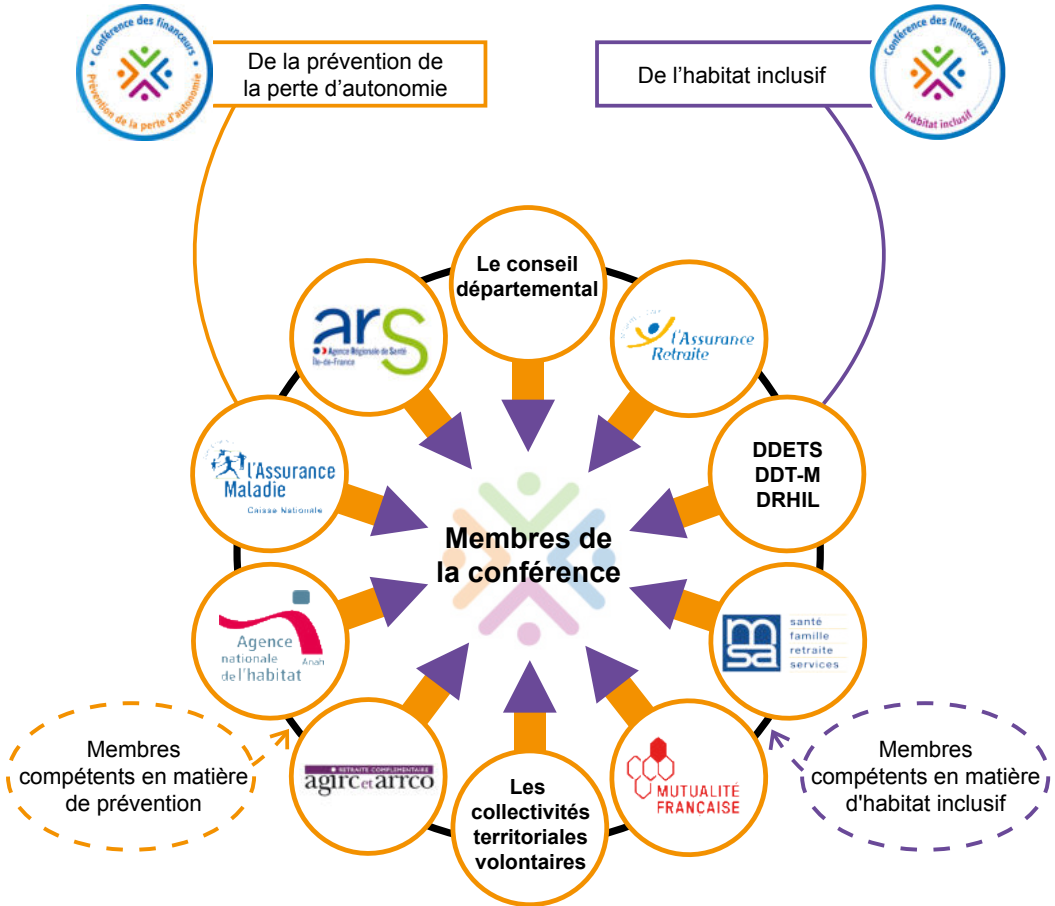 Conférence des financeurs
Prévention de la perte d'autonomie
De la prévention de
la perte d'autonomie
De l'habitat inclusif
Conférence des financeurs
Habitat inclusif
Le conseil
départemental
ars
Agence Régionale de Santé
Île-de-France
l'Assurance
Retraite
l'Assurance
Maladie
Caisse Nationale
DDETS
DDT-M
DRHIL
Membres de
la conférence
Agence
nationale
de l'habitat
Anah
msa
santé
famille
retraite
services
Membres
compétents en matière
de prévention
RETRAITE COMPLÉMENTAIRE
agirc et arrco
Les
collectivités
territoriales
volontaires
MUTUALITÉ
FRANÇAISE
Membres
compétents en matière
d'habitat inclusif